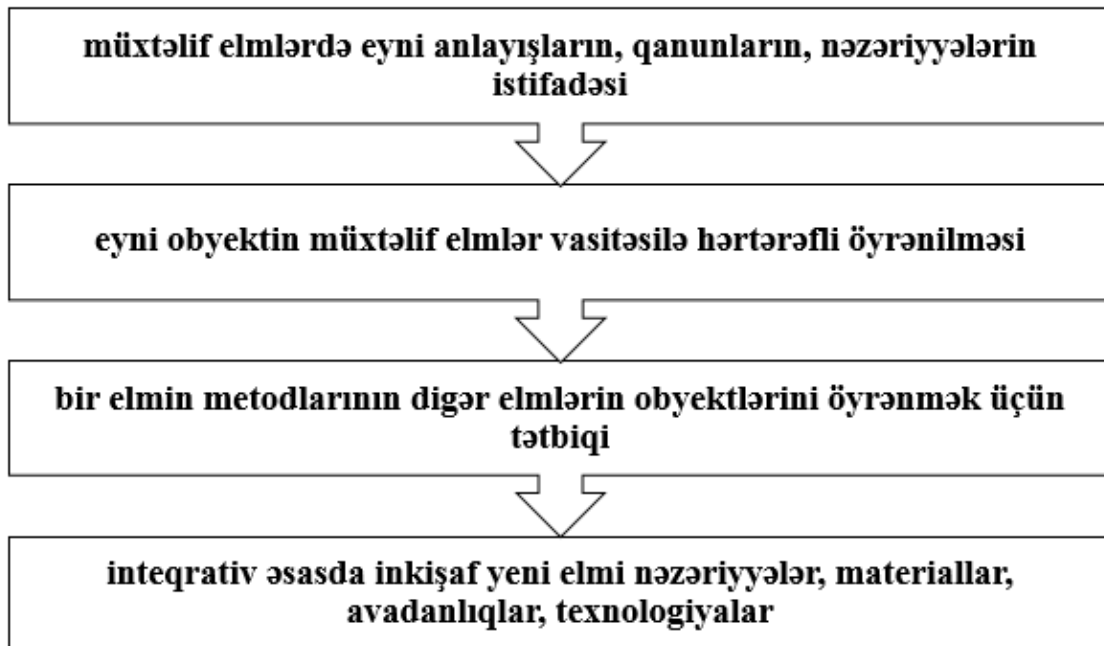 müxtəlif elmlərdə eyni anlayışların, qanunların, nəzəriyyələrin
istifadəsi
eyni obyektin müxtəlif elmlər vasitəsilə hərtərəfli öyrənilməsi
bir elmin metodlarının digər elmlərin obyektlərini öyrənmək üçün
tətbiqi
inteqrativ əsasda inkişaf yeni elmi nəzəriyyələr, materiallar,
avadanlıqlar, texnologiyalar